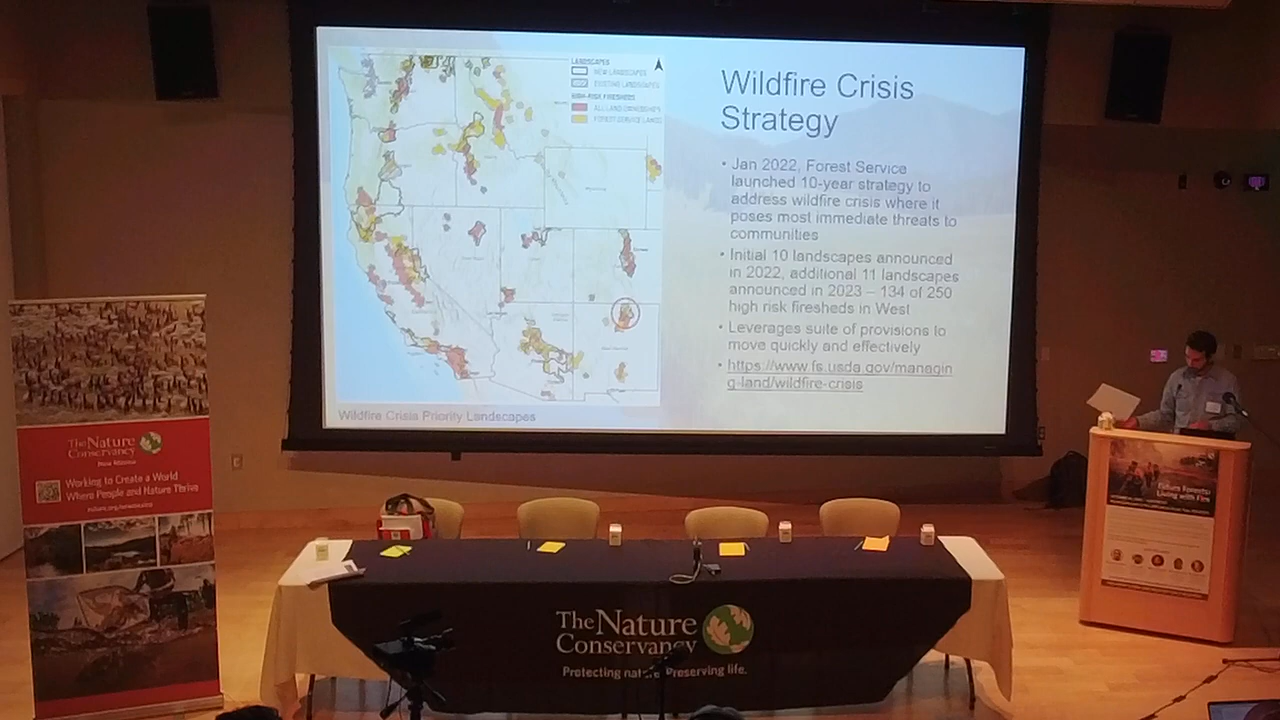 LANDSCAPES
NEW LANDSCAPES
EXISTING LANDSCAPES
HIGH-RISK FIRESHEDS
ALL LAND OWNERSHIPS
FOREST SERVICE LANDS
Wildfire Crisis Priority Landscapes
Wildfire Crisis
Strategy
• Jan 2022, Forest Service
launched 10-year strategy to
address wildfire crisis where it
poses most immediate threats to
communities
• Initial 10 landscapes announced
in 2022, additional 11 landscapes
announced in 2023 – 134 of 250
high risk firesheds in West
• Leverages suite of provisions to
move quickly and effectively
• https://www.fs.usda.gov/managin
g-land/wildfire-crisis
The Nature
Conservancy
New Mexico
Working to Create a World
Where People and Nature Thrive
The Nature
Conservancy
Protecting nature. Preserving life.
Future Forests:
Living with Fire